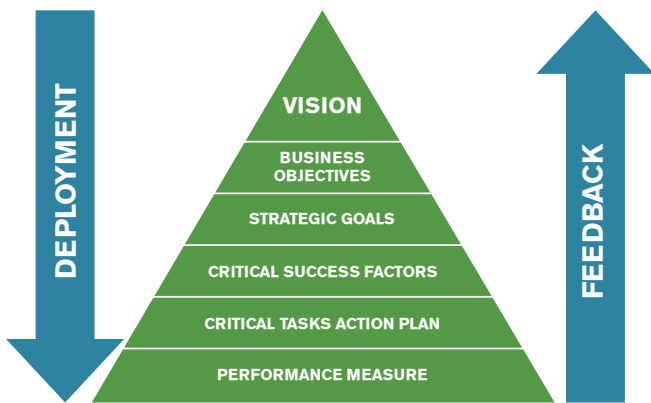 DEPLOYMENT
VISION
BUSINESS
OBJECTIVES
STRATEGIC GOALS
CRITICAL SUCCESS FACTORS
CRITICAL TASKS ACTION PLAN
PERFORMANCE MEASURE
FEEDBACK